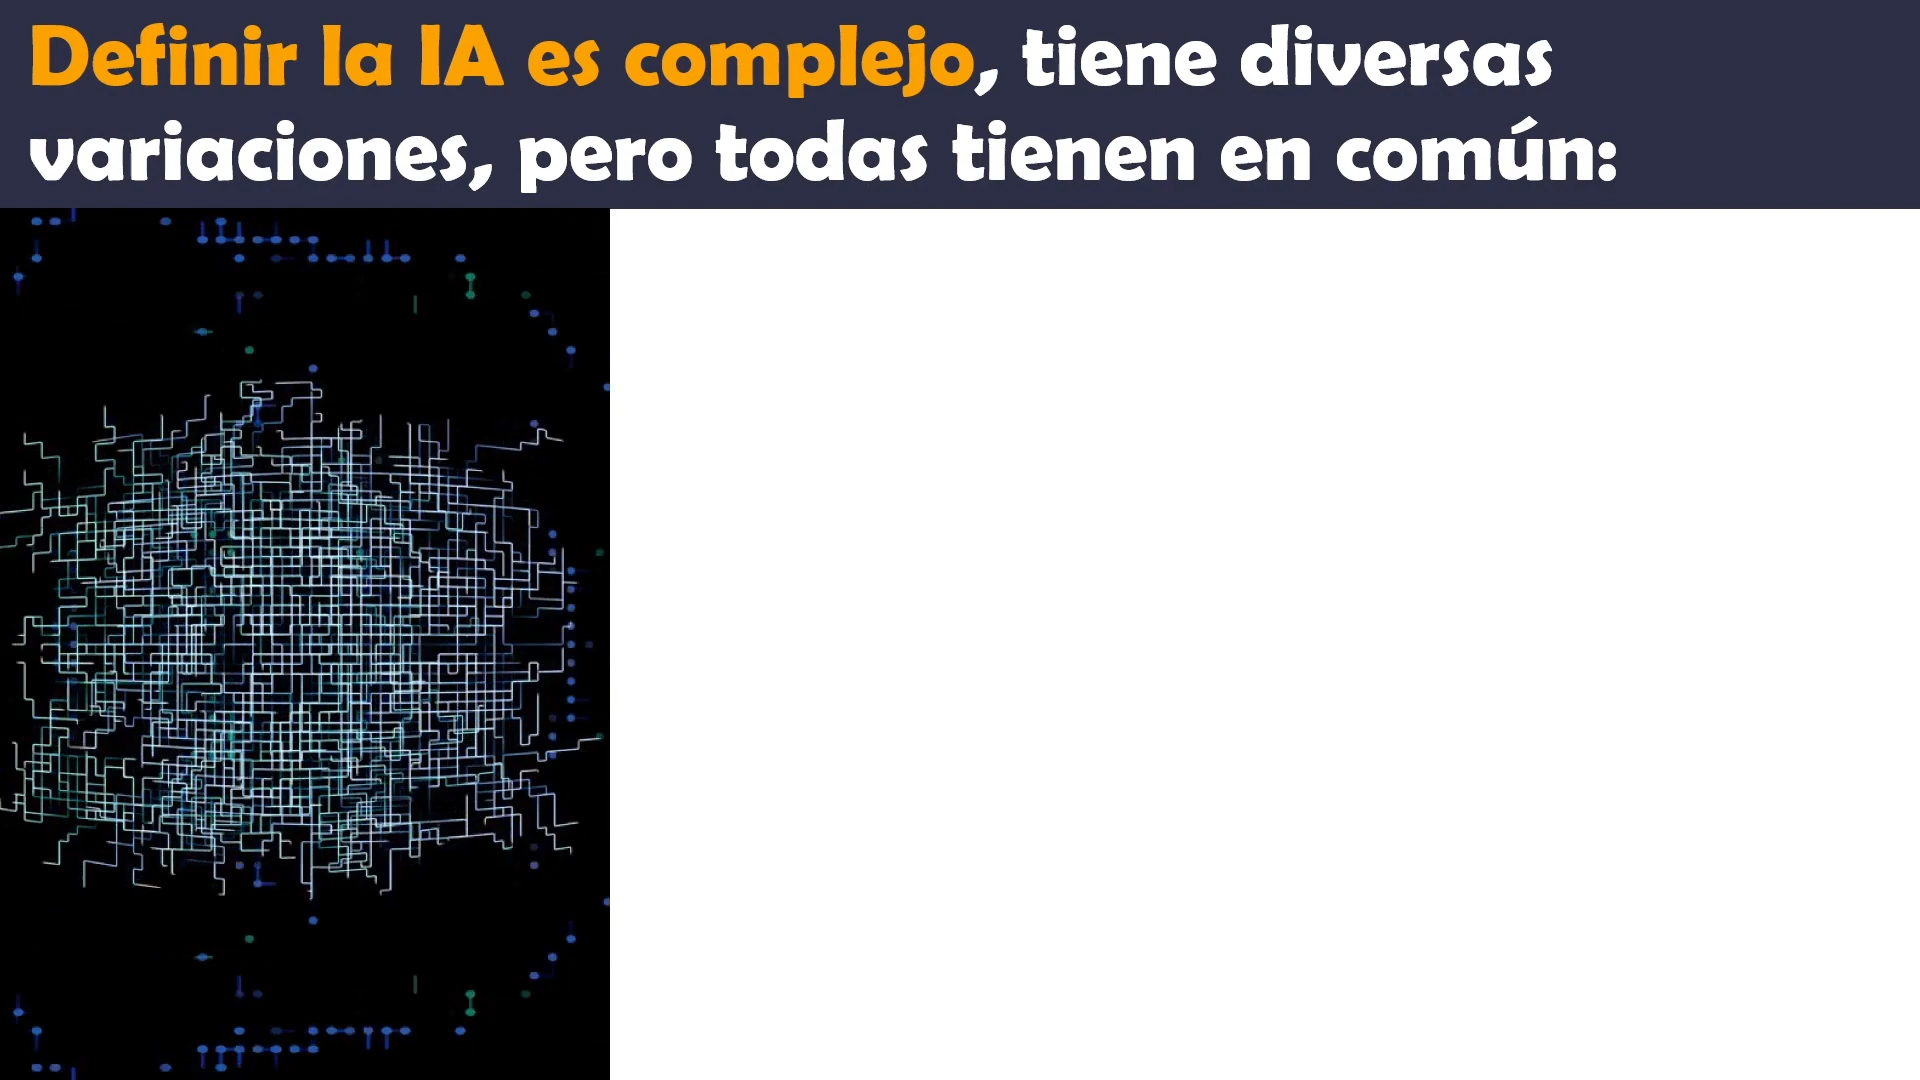 Definir la IA es complejo, tiene diversas
variaciones, pero todas tienen en común: